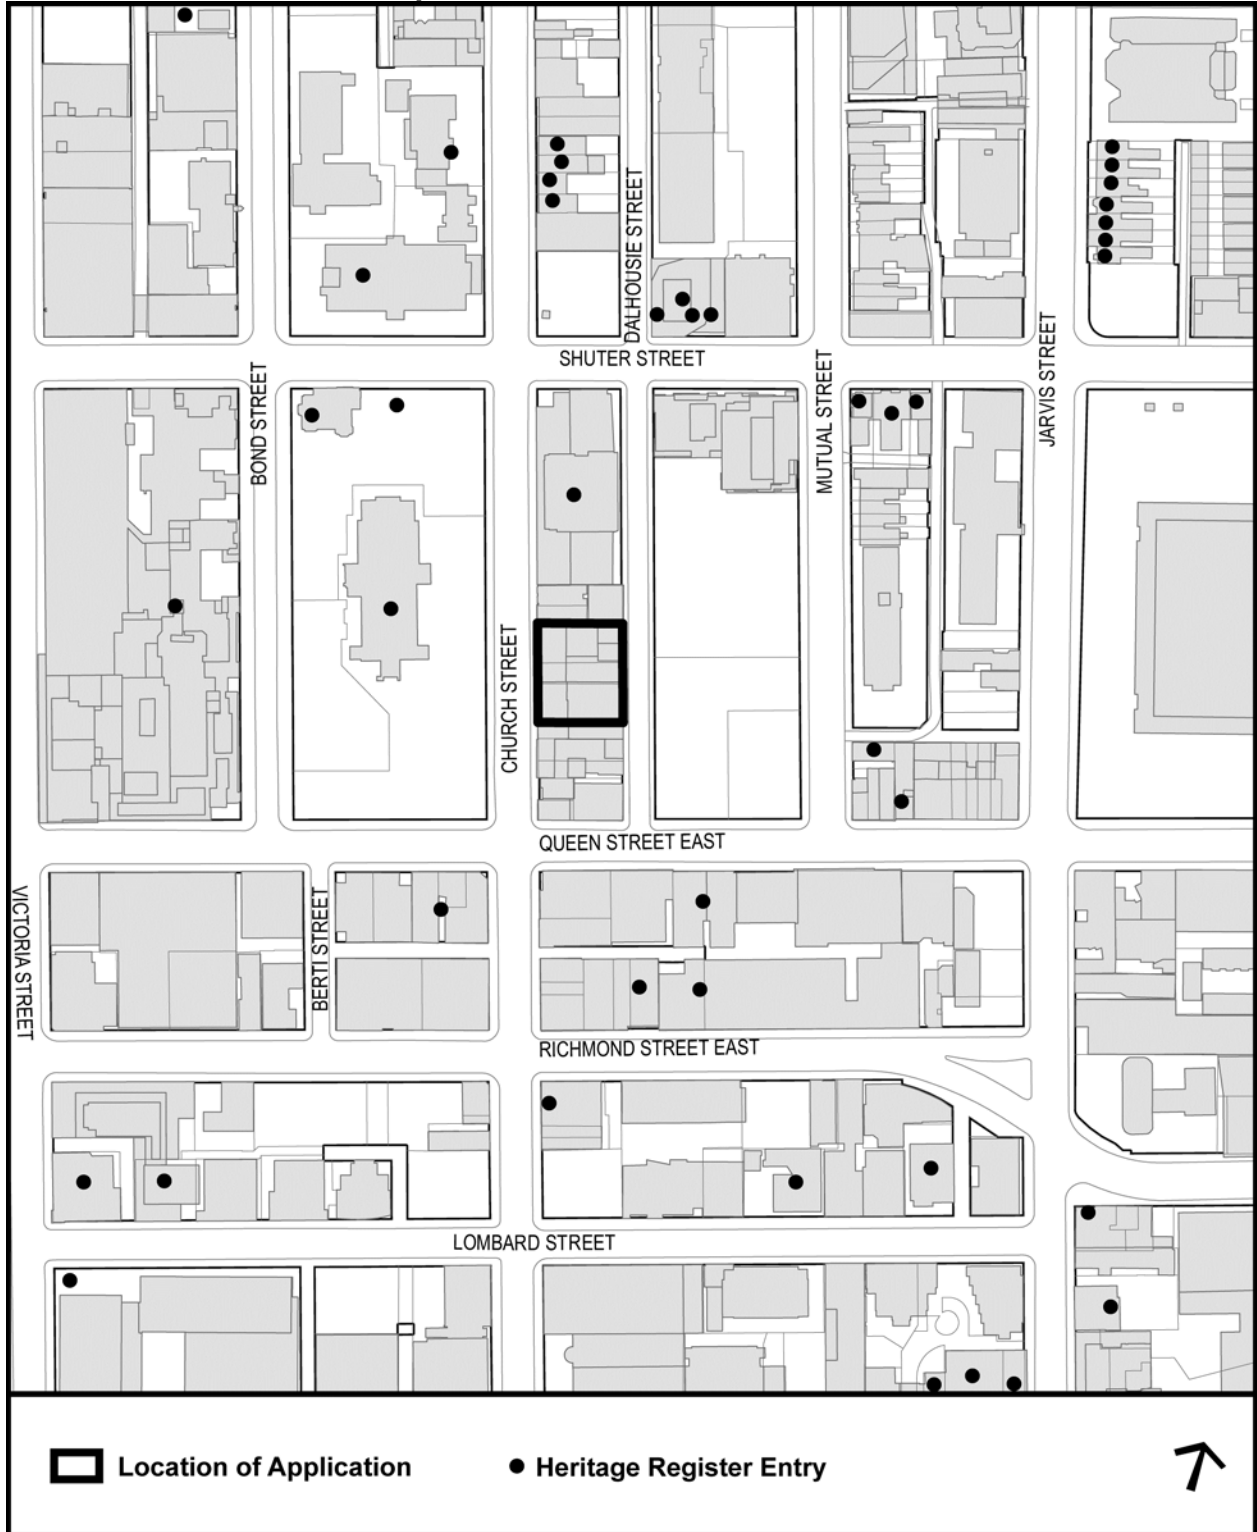 DALHOUSIE STREET
SHUTER STREET
BOND STREET
MUTUAL STREET
JARVIS STREET
CHURCH STREET
QUEEN STREET EAST
VICTORIA STREET
BERTI STREET
RICHMOND STREET EAST
LOMBARD STREET
Location of Application
Heritage Register Entry